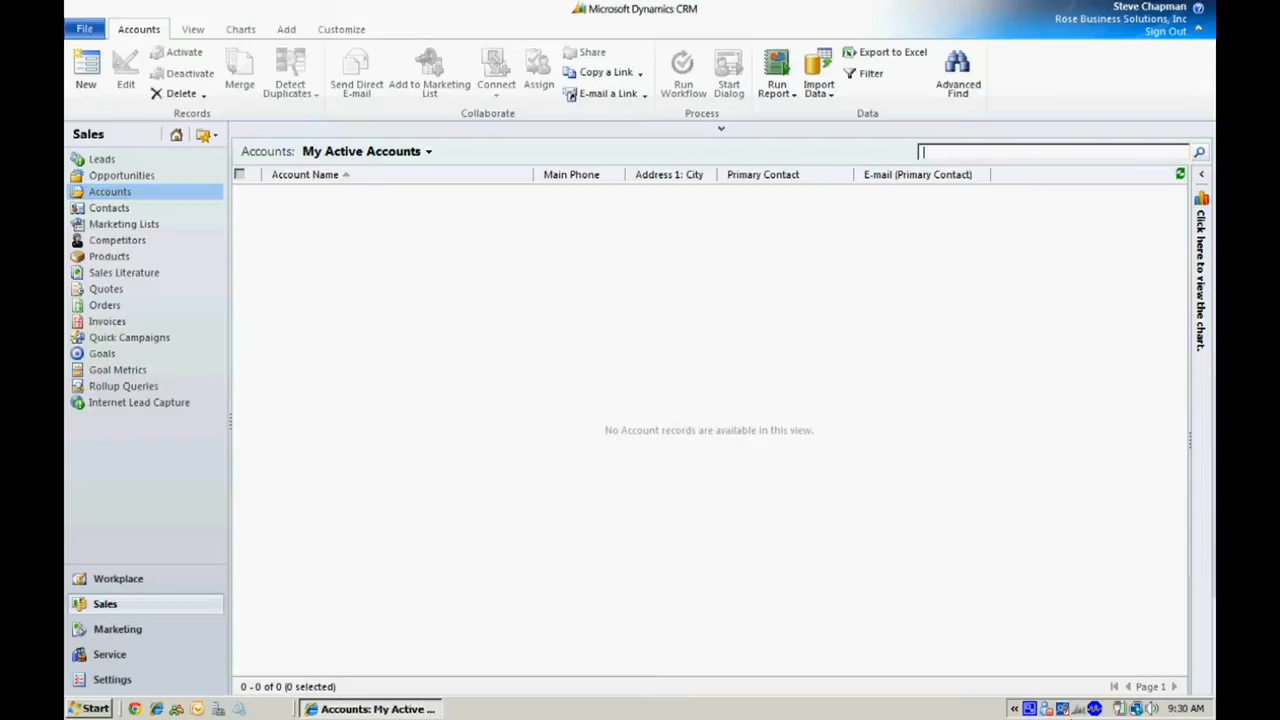 Microsoft Dynamics CRM
Steve Chapman
Rose Business Solutions, Inc
Sign Out
File Accounts View Charts Add Customize
New
Edit
Activate
Deactivate
Delete
Merge
Detect
Duplicates
Send Direct
E-mail
Add to Marketing
List
Connect
Assign
Share
Copy a Link
E-mail a Link
Run
Workflow
Start
Dialog
Run
Report
Import
Data
Export to Excel
Filter
Advanced
Find
Records Collaborate Process Data
Sales
Leads
Opportunities
Accounts
Contacts
Marketing Lists
Competitors
Products
Sales Literature
Quotes
Orders
Invoices
Quick Campaigns
Goals
Goal Metrics
Rollup Queries
Internet Lead Capture
Workplace
Sales
Marketing
Service
Settings
Accounts: My Active Accounts
Account Name Main Phone Address 1: City Primary Contact E-mail (Primary Contact)
No Account records are available in this view.
Click here to view the chart.
0 - 0 of 0 (0 selected) Page 1
Start Accounts: My Active ... 9:30 AM